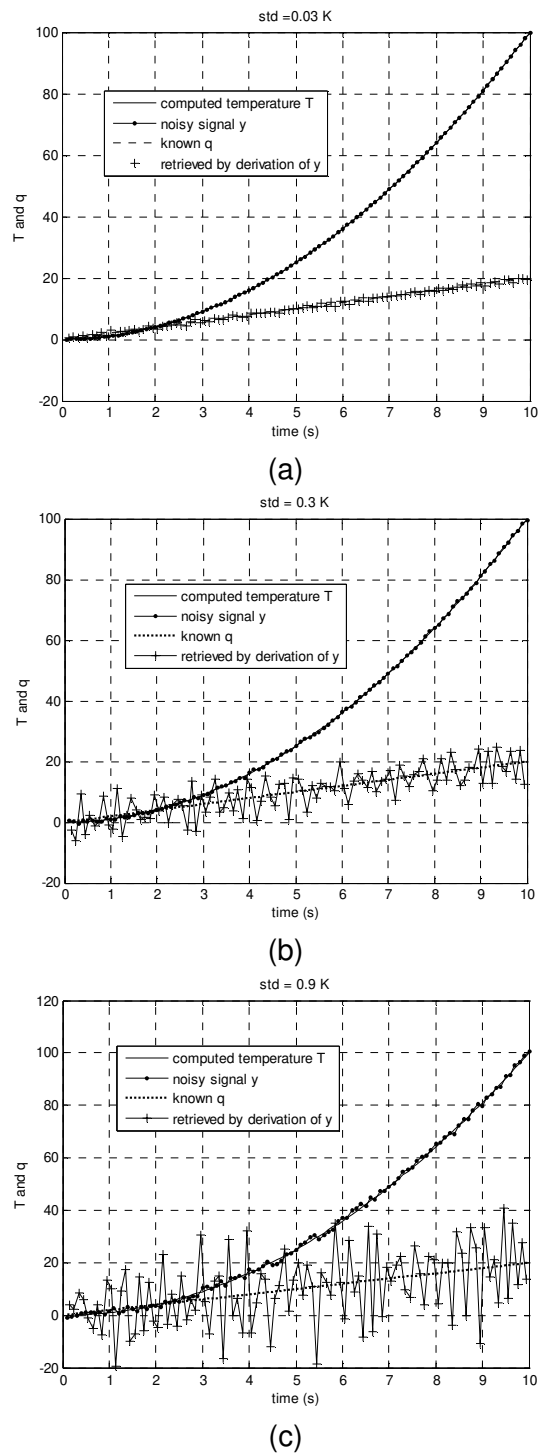 std =0.03 K
100
80
60
40
20
0
-20
T and q
computed temperature T
noisy signal y
known q
retrieved by derivation of y
0 1 2 3 4 5 6 7 8 9 10
time (s)
(a)
std = 0.3 K
100
80
60
40
20
0
-20
T and q
computed temperature T
noisy signal y
known q
retrieved by derivation of y
0 1 2 3 4 5 6 7 8 9 10
time (s)
(b)
std = 0.9 K
120
100
80
60
40
20
0
-20
T and q
computed temperature T
noisy signal y
known q
retrieved by derivation of y
0 1 2 3 4 5 6 7 8 9 10
time (s)
(c)